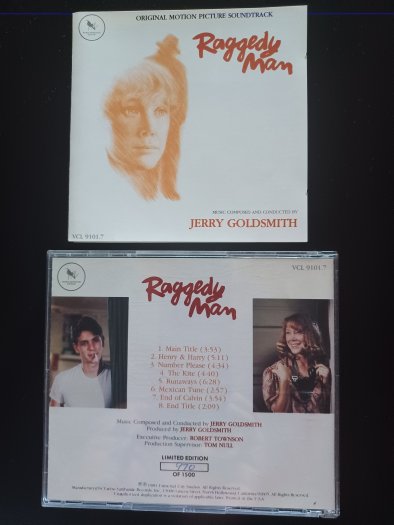 ORIGINAL MOTION PICTURE SOUNDTRACK
Raggedy
Man
MUSIC COMPOSED AND CONDUCTED BY
JERRY GOLDSMITH
VCL 9101.7
VCL 9101.7
Raggedy
Man
1. Main Title (3:53)
2. Henry & Harry (5:11)
3. Number Please (4:34)
4. The Kite (4:40)
5. Runaways (6:28)
6. Mexican Tune (2:57)
7. End of Calvin (3:54)
8. End Title (2:09)
Music Composed and Conducted by JERRY GOLDSMITH
Produced by JERRY GOLDSMITH
Executive Producer: ROBERT TOWNSON
Production Supervisor: TOM NULL
LIMITED EDITION
OF 1500